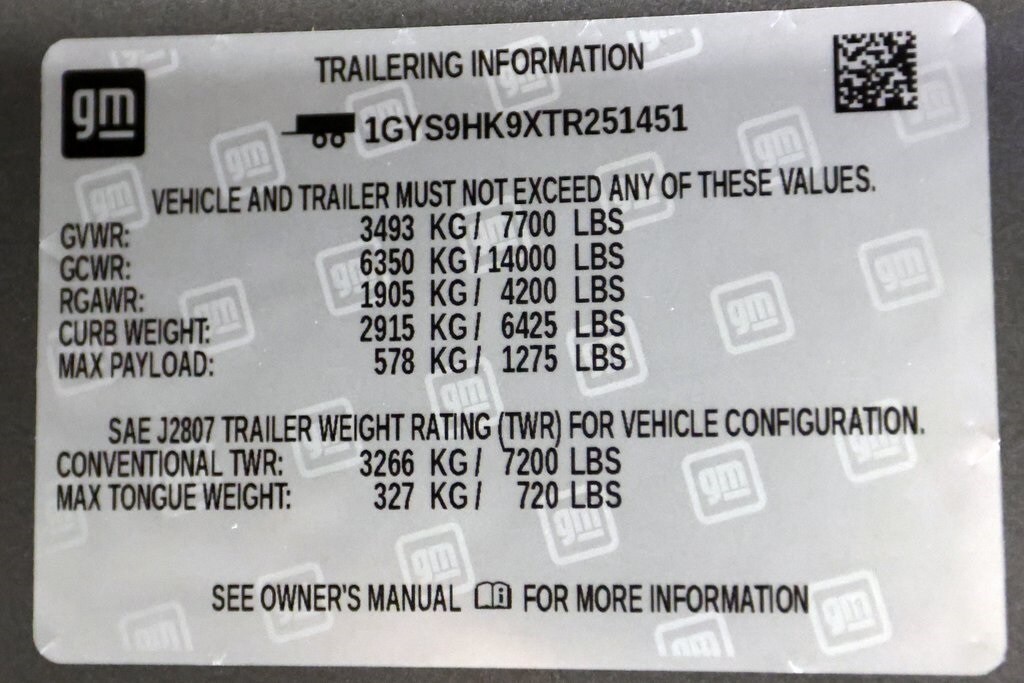 gm
TRAILERING INFORMATION
1GYS9HK9XTR251451
VEHICLE AND TRAILER MUST NOT EXCEED ANY OF THESE VALUES.
GVWR: 3493 KG / 7700 LBS
GCWR: 6350 KG / 14000 LBS
RGAWR: 1905 KG / 4200 LBS
CURB WEIGHT: 2915 KG / 6425 LBS
MAX PAYLOAD: 578 KG / 1275 LBS
SAE J2807 TRAILER WEIGHT RATING (TWR) FOR VEHICLE CONFIGURATION.
CONVENTIONAL TWR: 3266 KG / 7200 LBS
MAX TONGUE WEIGHT: 327 KG / 720 LBS
SEE OWNER'S MANUAL FOR MORE INFORMATION